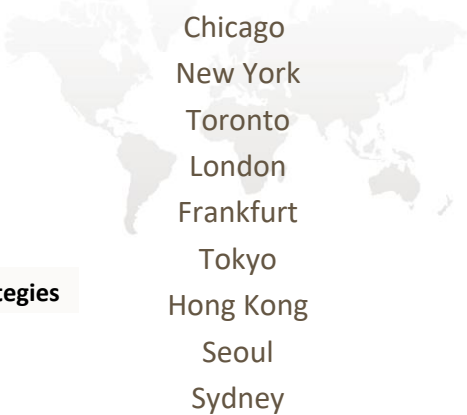 Chicago
New York
Toronto
London
Frankfurt
Tokyo
tegies
Hong Kong
Seoul
Sydney